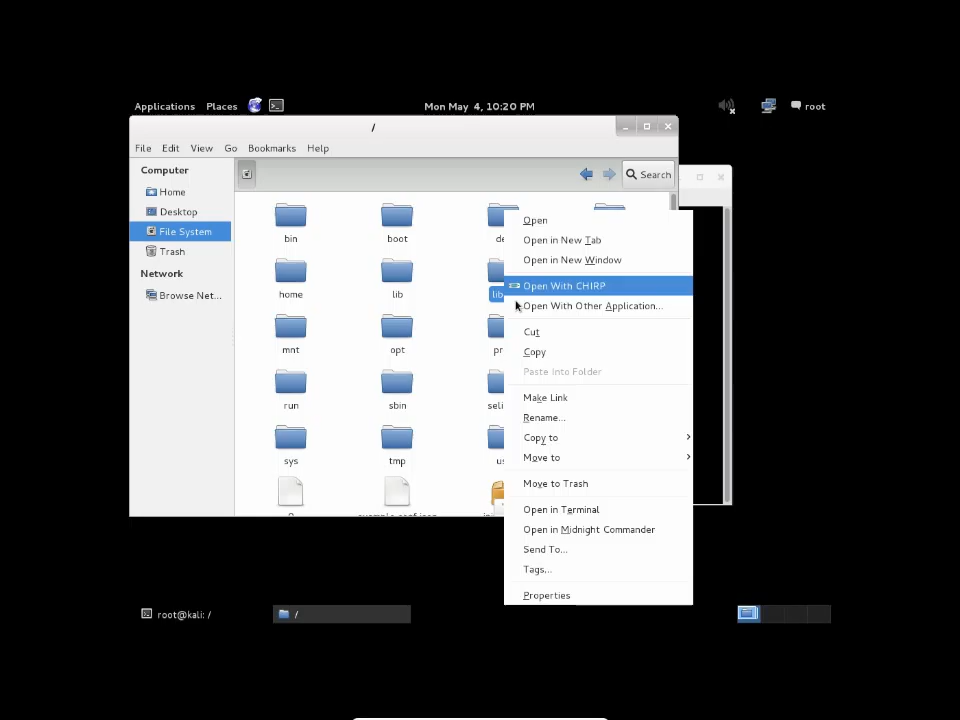 Applications Places Mon May 4, 10:20 PM root
/
File Edit View Go Bookmarks Help
Computer
Search
Home
Desktop
File System
Trash
Network
Browse Net...
bin boot
home lib
mnt opt
run sbin
sys tmp
Open
Open in New Tab
Open in New Window
Open With CHIRP
Open With Other Application...
Cut
Copy
Paste Into Folder
Make Link
Rename...
Copy to
Move to
Move to Trash
Open in Terminal
Open in Midnight Commander
Send To...
Tags...
Properties
root@kali: / /